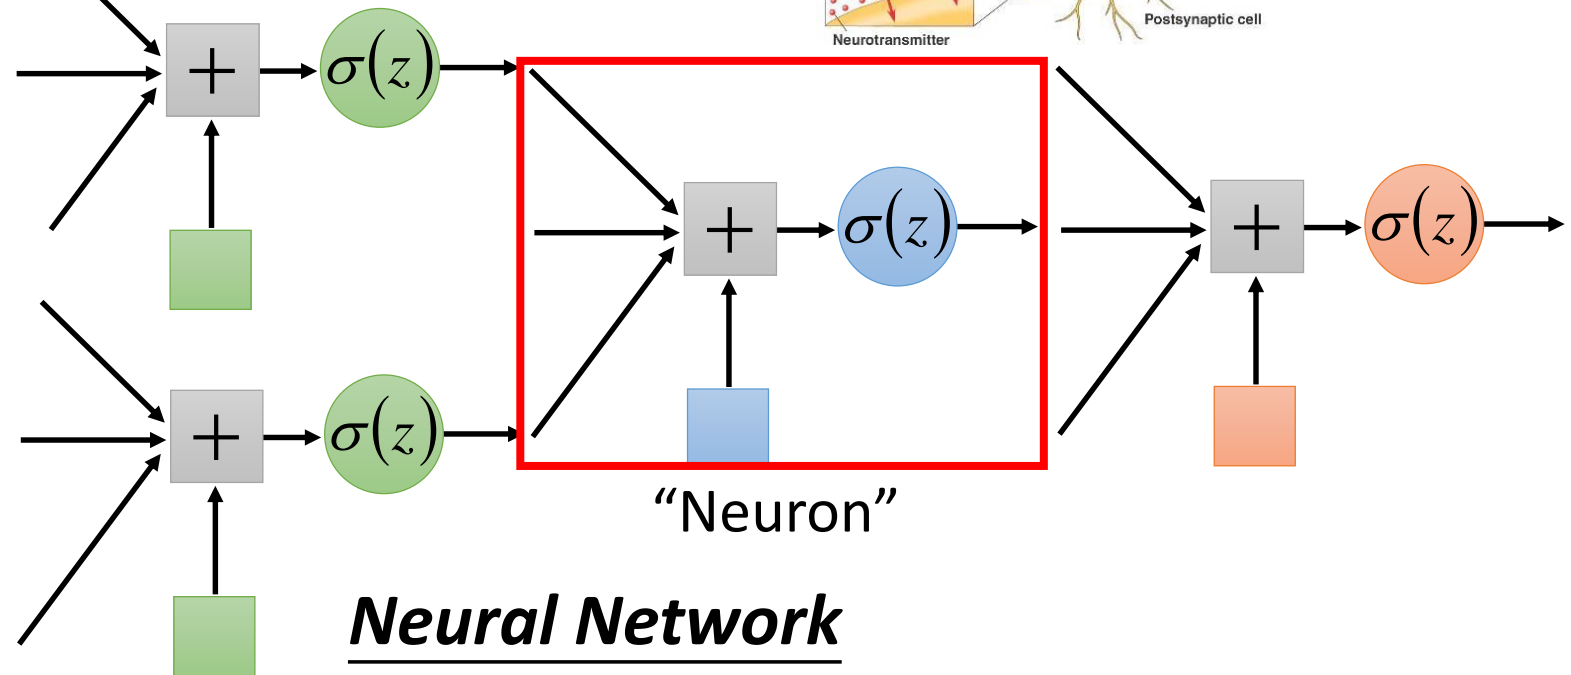 Postsynaptic cell
Neurotransmitter
+ σ(z)
+ σ(z)
+ σ(z)
+ σ(z)
“Neuron”
Neural Network